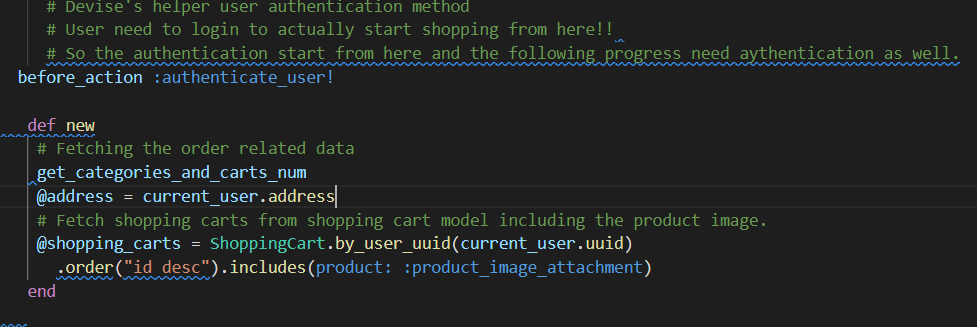 # Devise's helper user authentication method
# User need to login to actually start shopping from here!!
# So the authentication start from here and the following progress need aythentication as well.
before_action :authenticate_user!
def new
# Fetching the order related data
get_categories_and_carts_num
@address = current_user.address
# Fetch shopping carts from shopping cart model including the product image.
@shopping_carts = ShoppingCart.by_user_uuid(current_user.uuid)
.order("id desc").includes(product: :product_image_attachment)
end